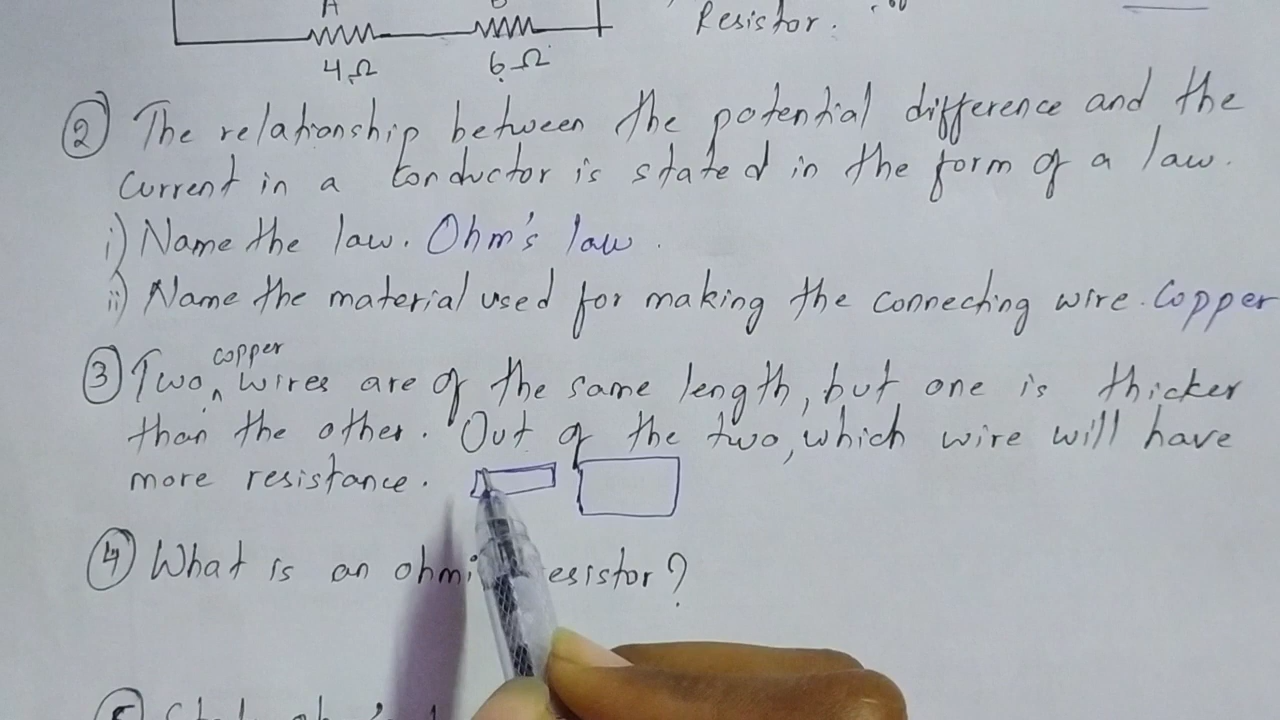 A
4Ω 6Ω
Resistor.
② The relationship between the potential difference and the
current in a conductor is stated in the form of a law.
i) Name the law. Ohm's law.
ii) Name the material used for making the connecting wire. Copper
copper
③ Two ^ wires are of the same length, but one is thicker
than the other. Out of the two, which wire will have
more resistance.
④ What is an ohmi esistor?